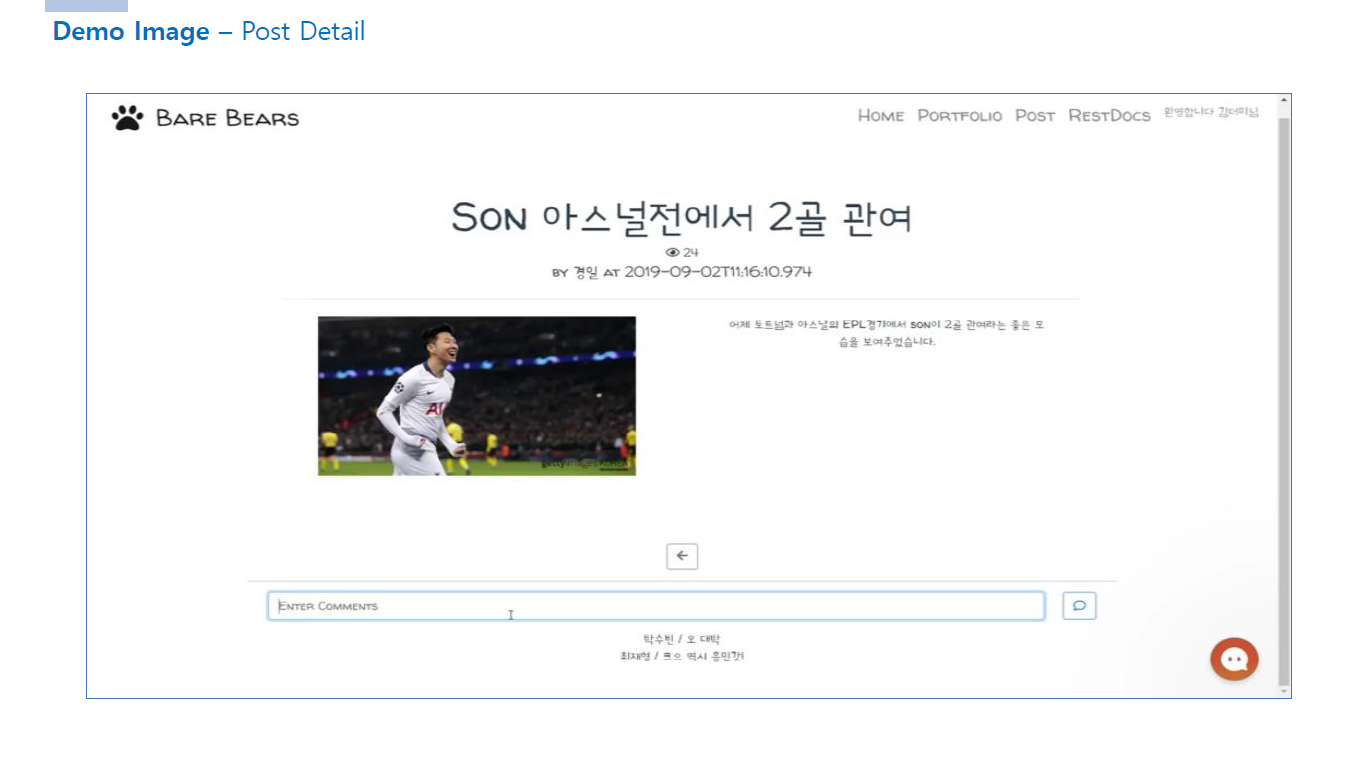 Demo Image – Post Detail
Bare Bears
Home Portfolio Post RestDocs 환영합니다 김더미님
Son 아스널전에서 2골 관여
24
by 경일 at 2019-09-02T11:16:10.974
어제 토트넘과 아스날의 EPL경기에서 son이 2골 관여라는 좋은 모
습을 보여주었습니다.
AIA
gettyimages KOREA
Enter Comments
박수빈 / 오 대박
최재형 / 크으 역시 흥민갓!